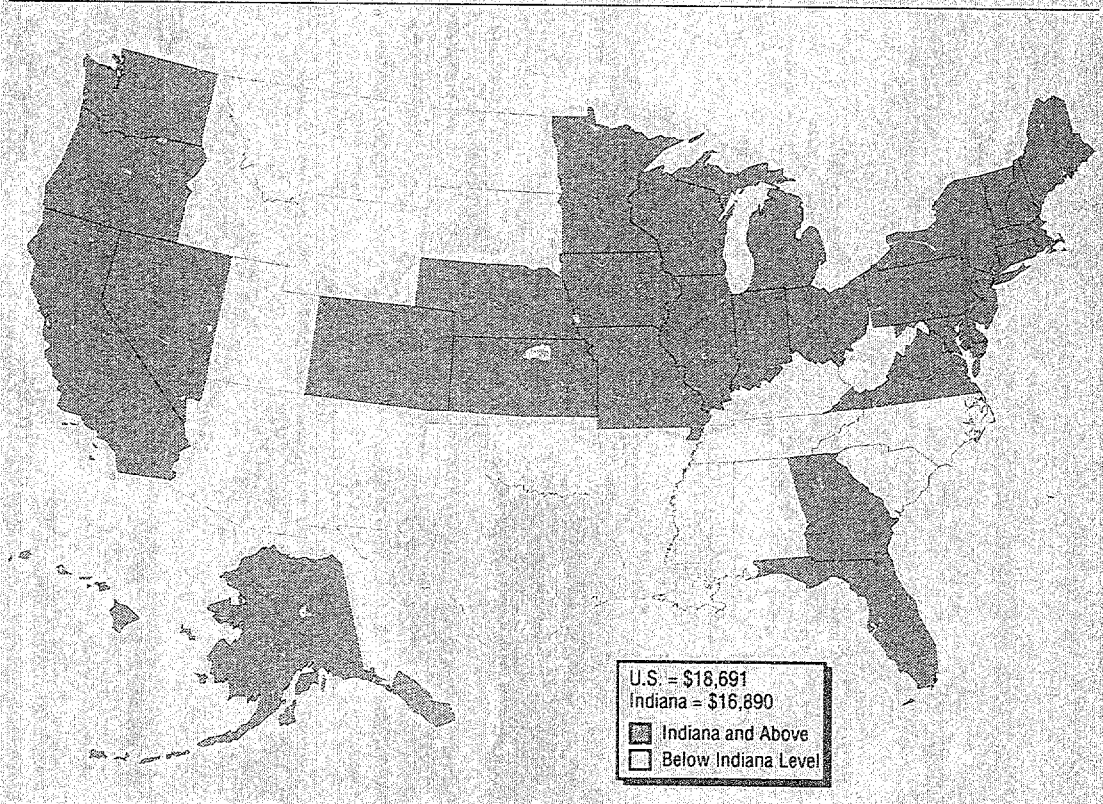 U.S. = $18,691
Indiana = $16,890
Indiana and Above
Below Indiana Level